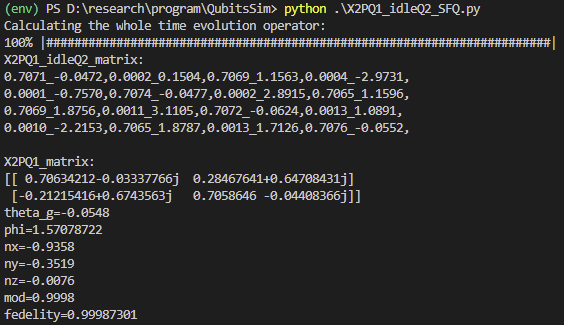 (env) PS D:\research\program\QubitsSim> python .\X2PQ1_idleQ2_SFQ.py
Calculating the whole time evolution operator:
100% |########################################################################|
X2PQ1_idleQ2_matrix:
0.7071_-0.0472,0.0002_0.1504,0.7069_1.1563,0.0004_-2.9731,
0.0001_-0.7570,0.7074_-0.0477,0.0002_2.8915,0.7065_1.1596,
0.7069_1.8756,0.0011_3.1105,0.7072_-0.0624,0.0013_1.0891,
0.0010_-2.2153,0.7065_1.8787,0.0013_1.7126,0.7076_-0.0552,
X2PQ1_matrix:
[[ 0.70634212-0.03337766j  0.28467641+0.64708431j]
 [-0.21215416+0.6743563j   0.7058646 -0.04408366j]]
theta_g=-0.0548
phi=1.57078722
nx=-0.9358
ny=-0.3519
nz=-0.0076
mod=0.9998
fedelity=0.99987301